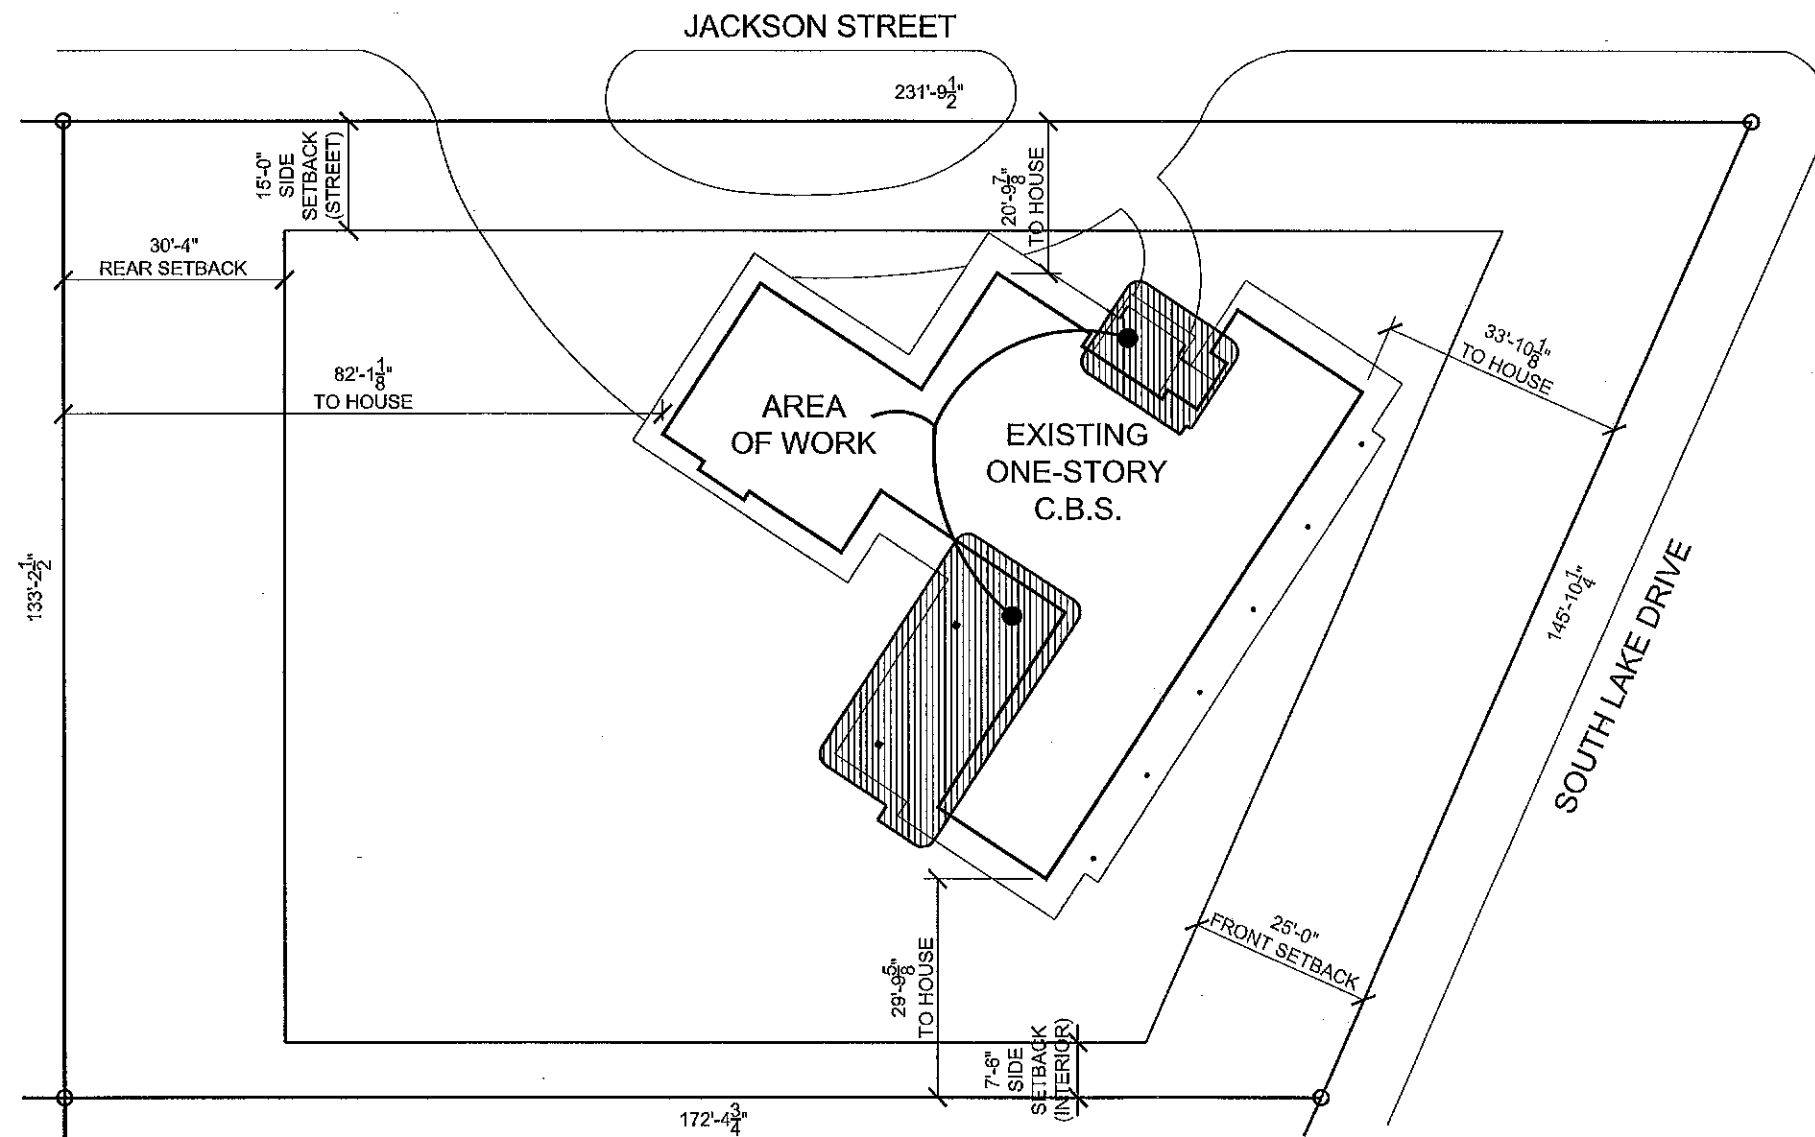 JACKSON STREET
231'-9 1/2"
15'-0"
SIDE
SETBACK
(STREET)
20'-9 7/8"
TO HOUSE
30'-4"
REAR SETBACK
33'-10 1/8"
TO HOUSE
82'-1 1/8"
TO HOUSE
AREA
OF WORK
EXISTING
ONE-STORY
C.B.S.
133'-2 1/2"
145'-10 1/4"
SOUTH LAKE DRIVE
25'-0"
FRONT SETBACK
29'-9 5/8"
TO HOUSE
7'-6"
SIDE
SETBACK
(INTERIOR)
172'-4 3/4"